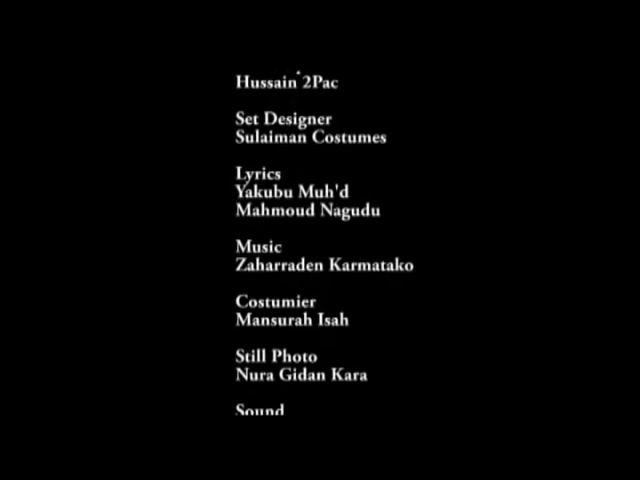 Hussain 2Pac
Set Designer
Sulaiman Costumes
Lyrics
Yakubu Muh'd
Mahmoud Nagudu
Music
Zaharraden Karmatako
Costumier
Mansurah Isah
Still Photo
Nura Gidan Kara
Sound